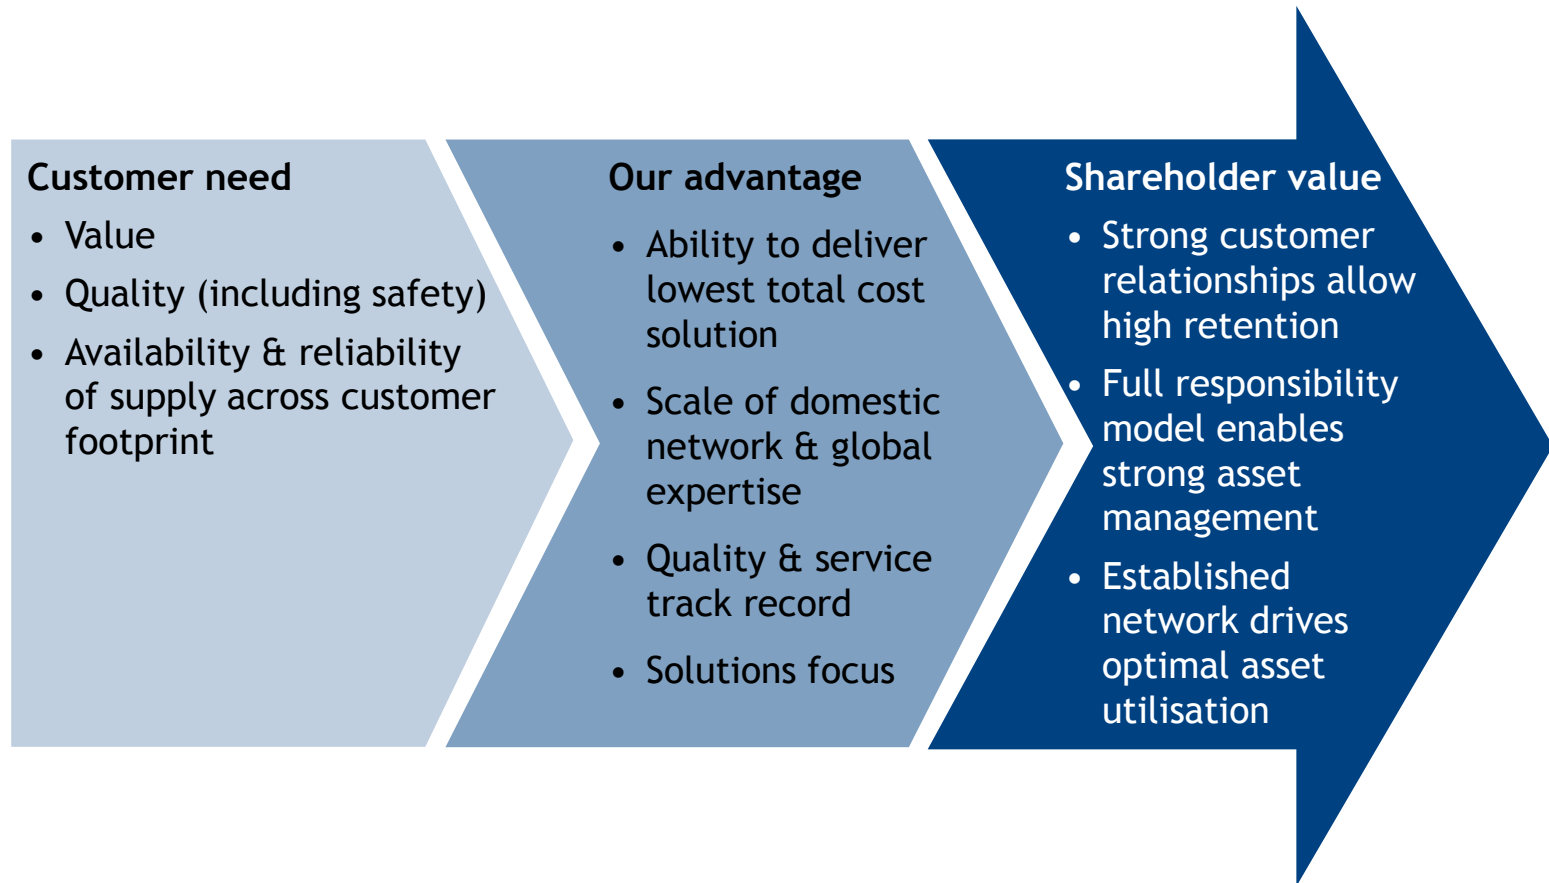 Customer need
• Value
• Quality (including safety)
• Availability & reliability
of supply across customer
footprint
Our advantage
• Ability to deliver
lowest total cost
solution
• Scale of domestic
network & global
expertise
• Quality & service
track record
• Solutions focus
Shareholder value
• Strong customer
relationships allow
high retention
• Full responsibility
model enables
strong asset
management
• Established
network drives
optimal asset
utilisation